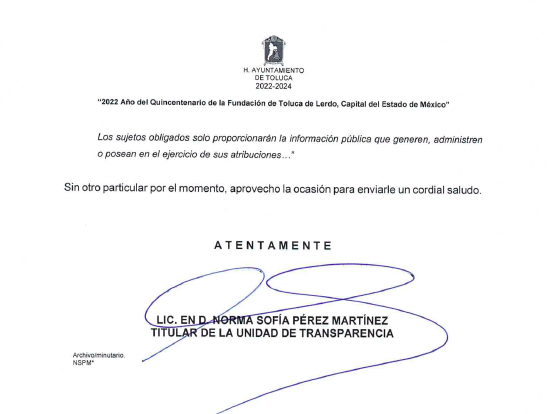 H. AYUNTAMIENTO
DE TOLUCA
2022-2024
"2022 Año del Quincentenario de la Fundación de Toluca de Lerdo, Capital del Estado de México"
Los sujetos obligados solo proporcionarán la información pública que generen, administren
o posean en el ejercicio de sus atribuciones…"
Sin otro particular por el momento, aprovecho la ocasión para enviarle un cordial saludo.
ATENTAMENTE
LIC. EN D. NORMA SOFÍA PÉREZ MARTÍNEZ
TITULAR DE LA UNIDAD DE TRANSPARENCIA
Archivo/minutario.
NSPM*